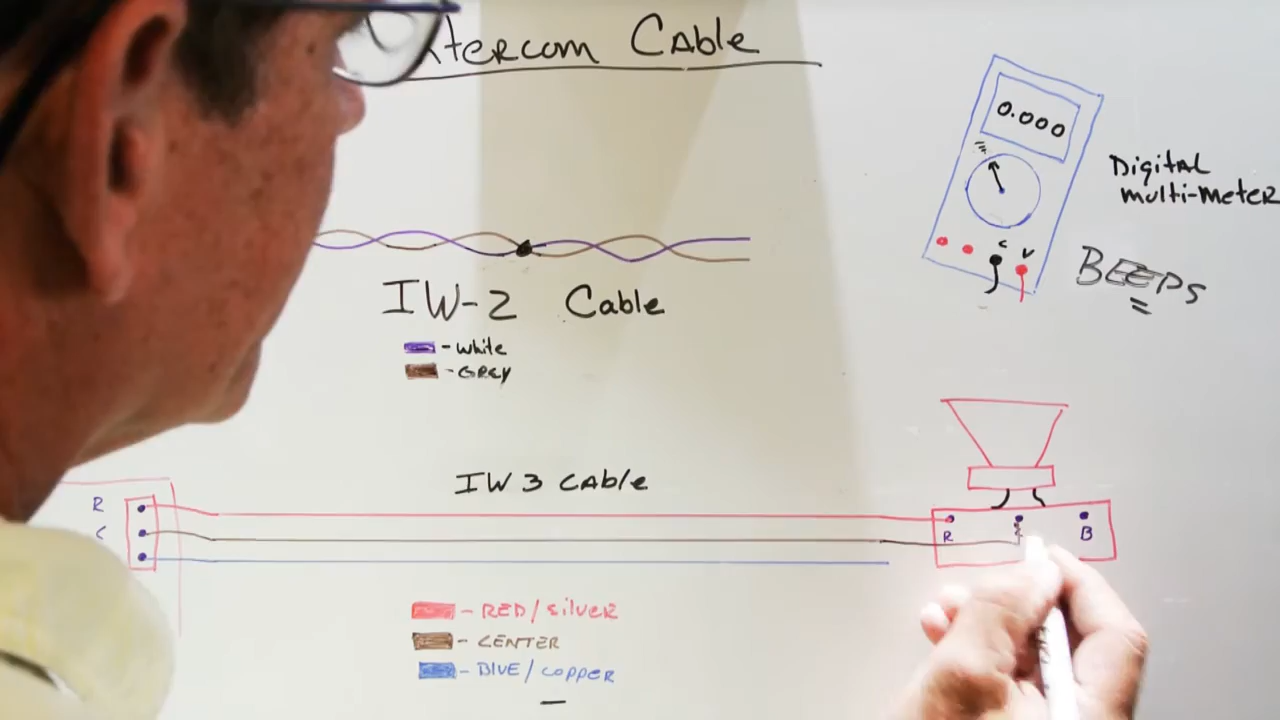 ntercom Cable
0.000
Digital
multi-meter
C V
BEEPS
IW-2 Cable
- white
- GREY
IW 3 CABLE
R
C
R
B
- RED/silver
- CENTER
- BLUE/copper